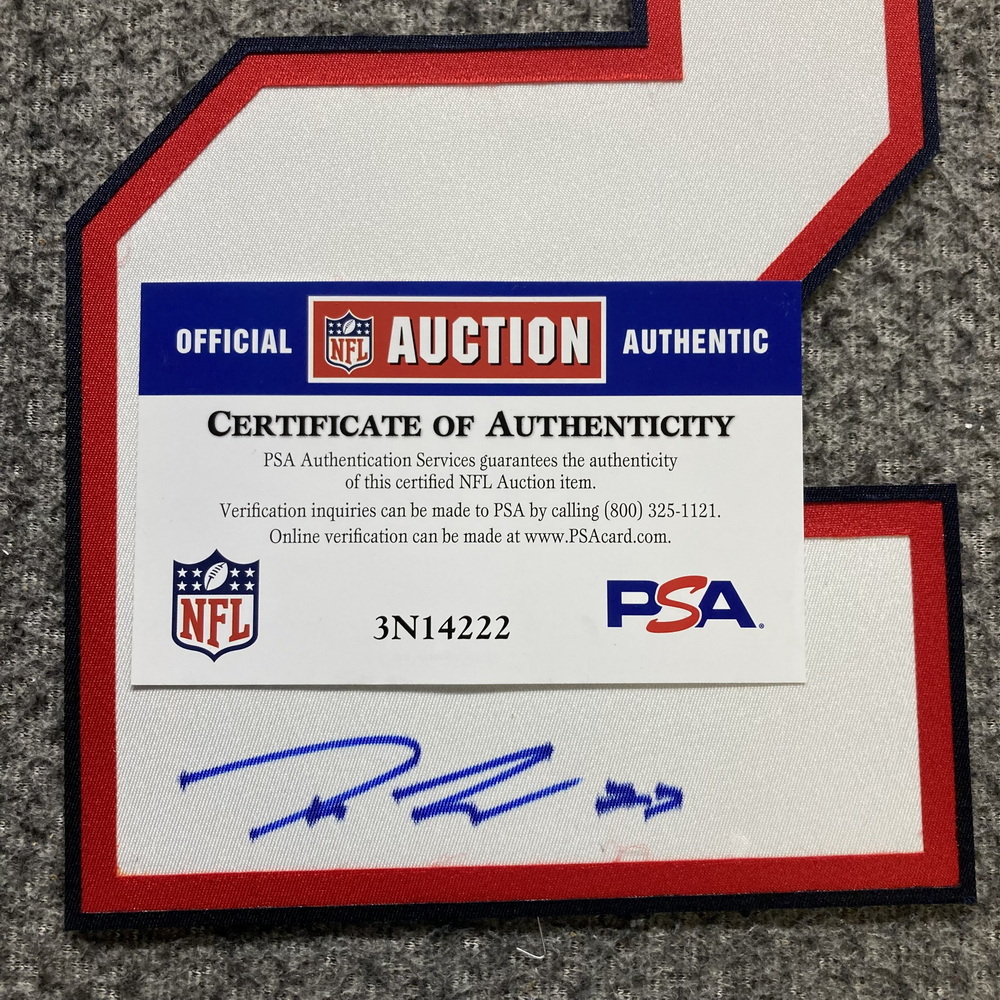 OFFICIAL NFL AUCTION AUTHENTIC
CERTIFICATE OF AUTHENTICITY
PSA Authentication Services guarantees the authenticity
of this certified NFL Auction item.
Verification inquiries can be made to PSA by calling (800) 325-1121.
Online verification can be made at www.PSAcard.com.
NFL 3N14222 PSA